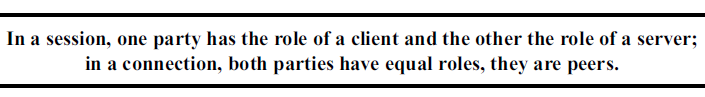 In a session, one party has the role of a client and the other the role of a server;
in a connection, both parties have equal roles, they are peers.